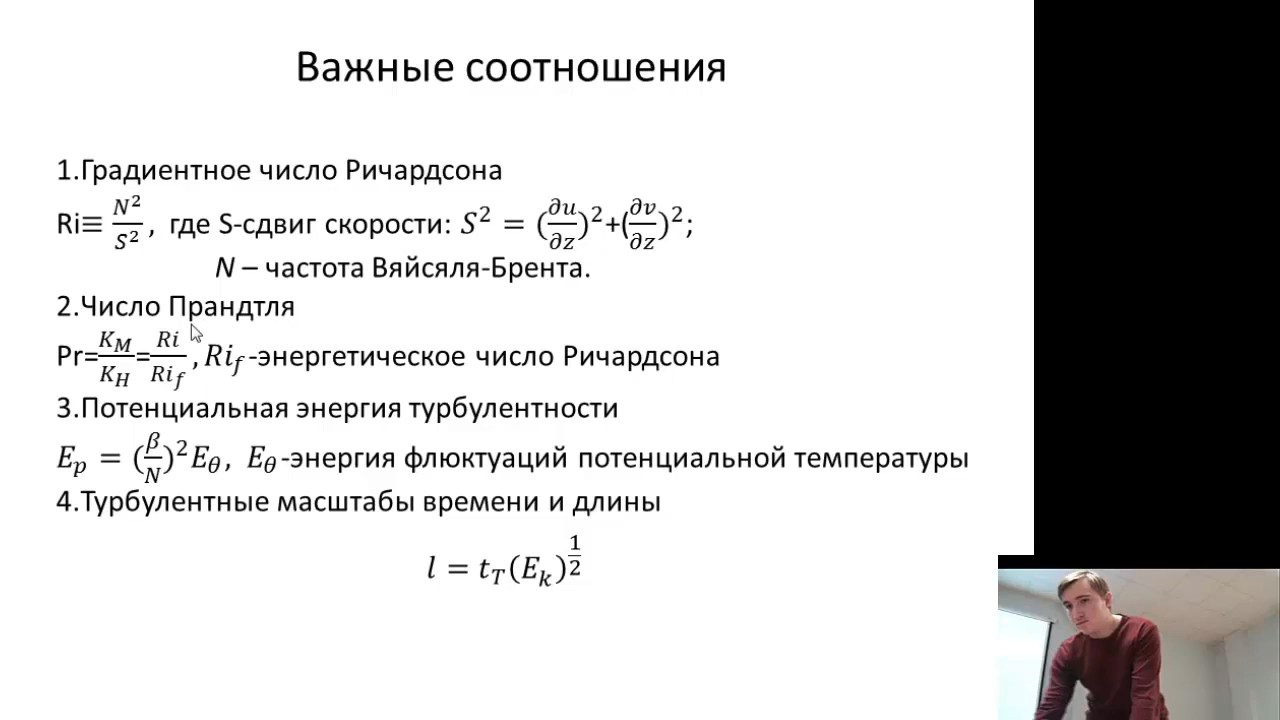 Важные соотношения
1.Градиентное число Ричардсона
Ri≡ N²/S² , где S-сдвиг скорости: S² = (∂u/∂z)²+(∂v/∂z)²;
N – частота Вяйсяля-Брента.
2.Число Прандтля
Pr=K_M/K_H=Ri/Ri_f , Ri_f-энергетическое число Ричардсона
3.Потенциальная энергия турбулентности
E_p = (β/N)²E_θ, E_θ-энергия флюктуаций потенциальной температуры
4.Турбулентные масштабы времени и длины
l = t_T(E_k)^1/2